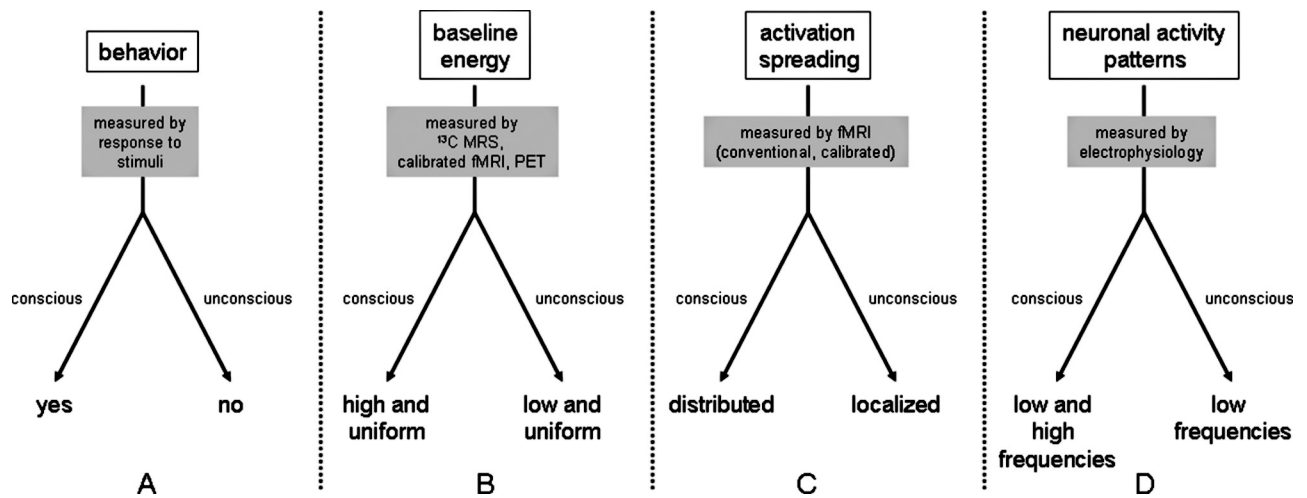 behavior
measured by
response to
stimuli
conscious
unconscious
yes
no
A
baseline
energy
measured by
¹³C MRS,
calibrated fMRI, PET
conscious
unconscious
high and
uniform
low and
uniform
B
activation
spreading
measured by fMRI
(conventional, calibrated)
conscious
unconscious
distributed
localized
C
neuronal activity
patterns
measured by
electrophysiology
conscious
unconscious
low and
high
frequencies
low
frequencies
D